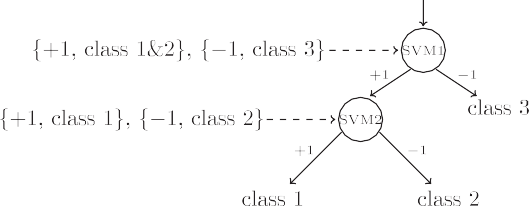 {+1, class 1&2}, {−1, class 3}
SVM1
+1
−1
class 3
{+1, class 1}, {−1, class 2}
SVM2
+1
−1
class 1
class 2